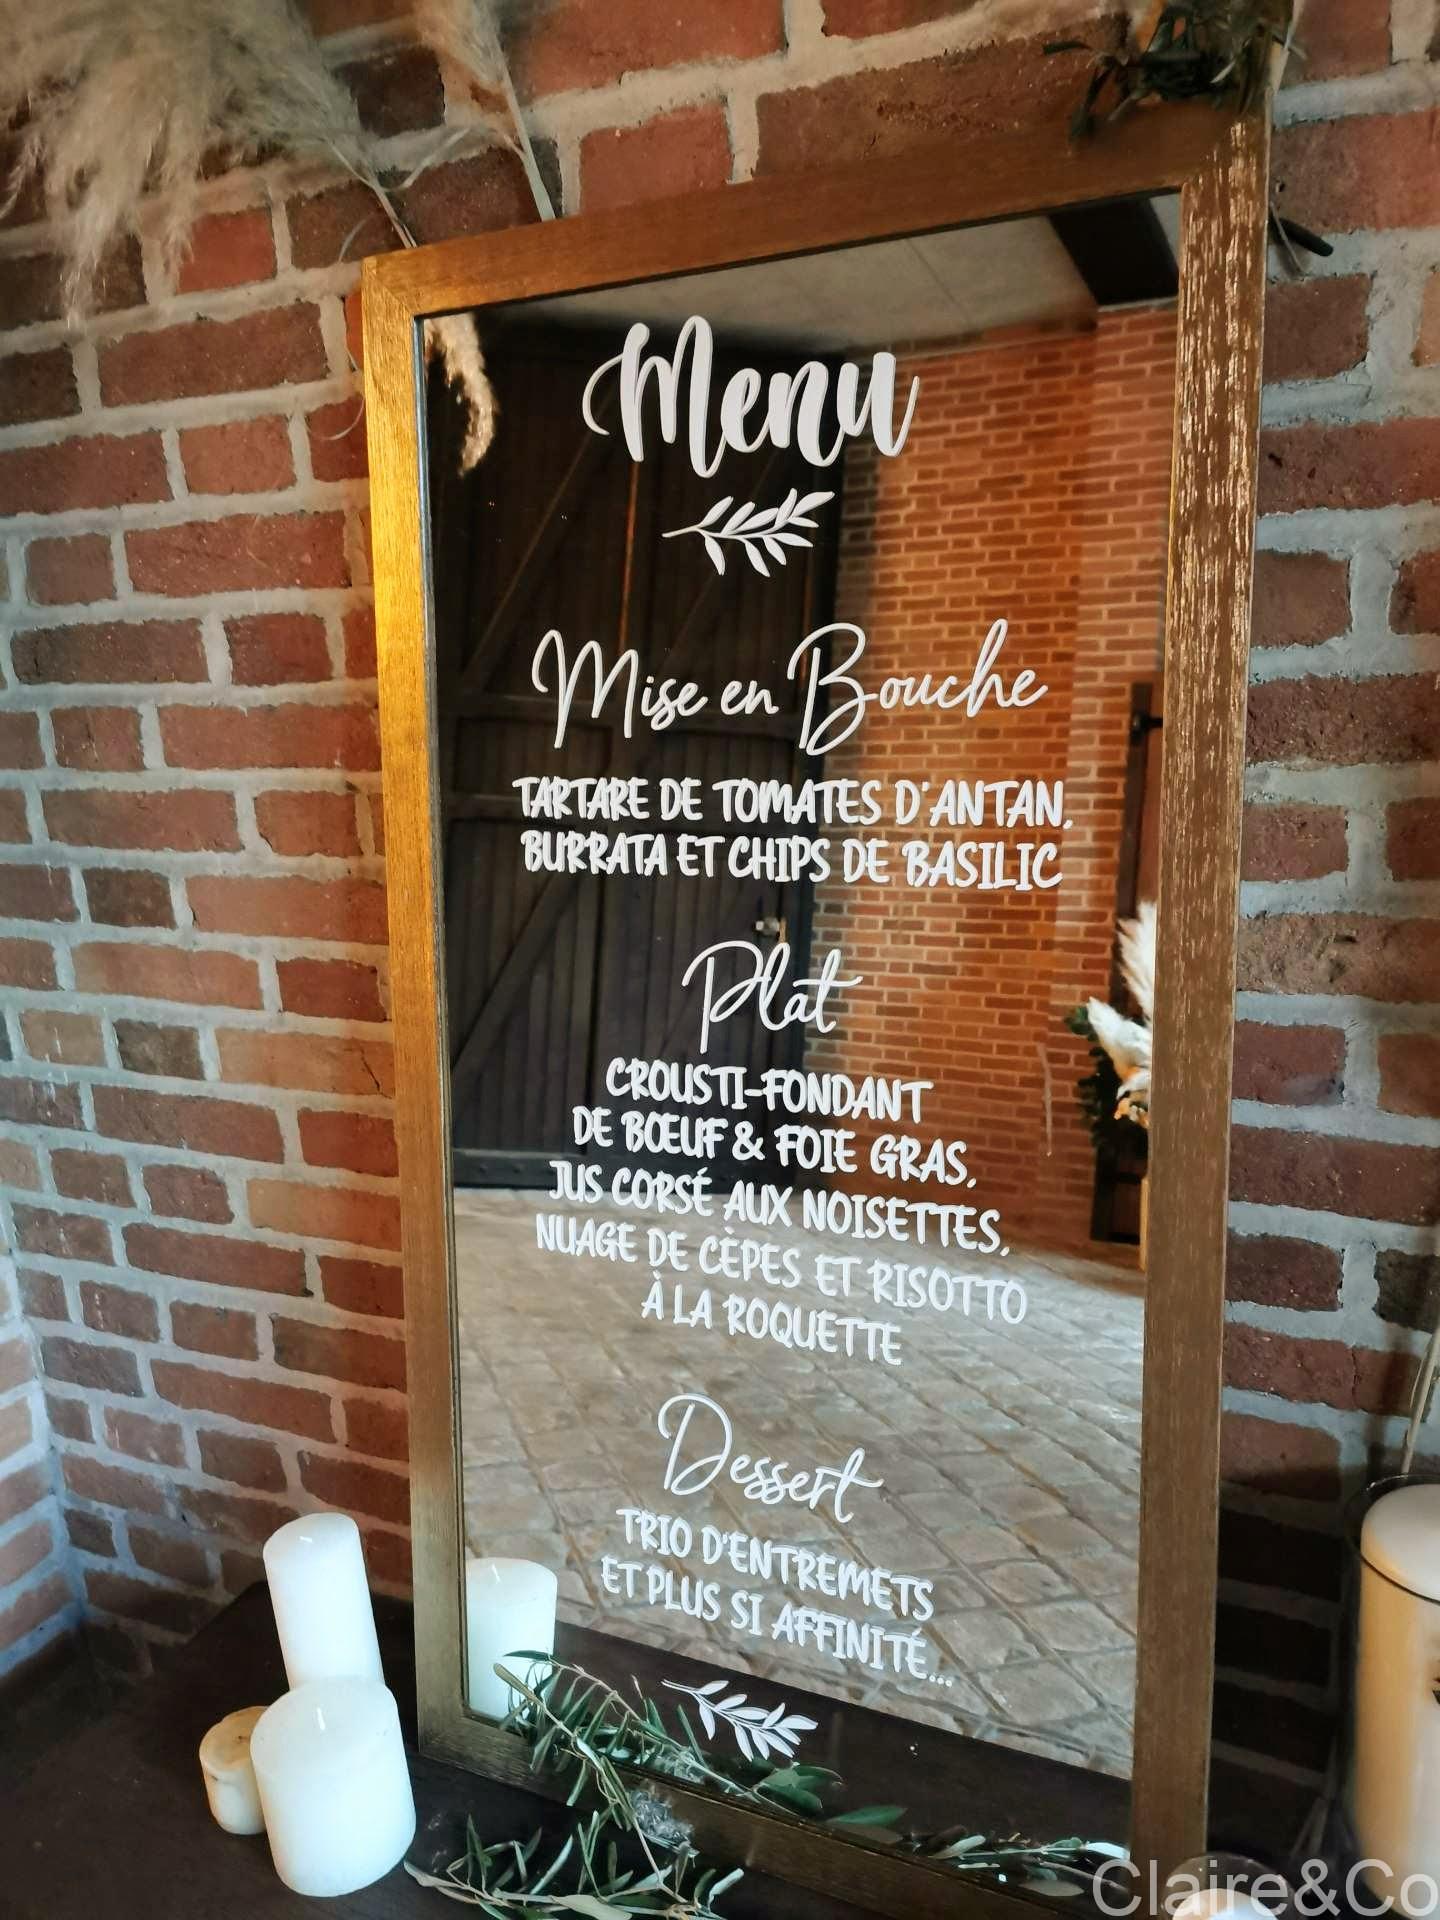 Menu
Mise en Bouche
TARTARE DE TOMATES D'ANTAN,
BURRATA ET CHIPS DE BASILIC
Plat
CROUSTI-FONDANT
DE BŒUF & FOIE GRAS,
JUS CORSÉ AUX NOISETTES,
NUAGE DE CÈPES ET RISOTTO
À LA ROQUETTE
Dessert
TRIO D'ENTREMETS
ET PLUS SI AFFINITÉ...
Claire&Co